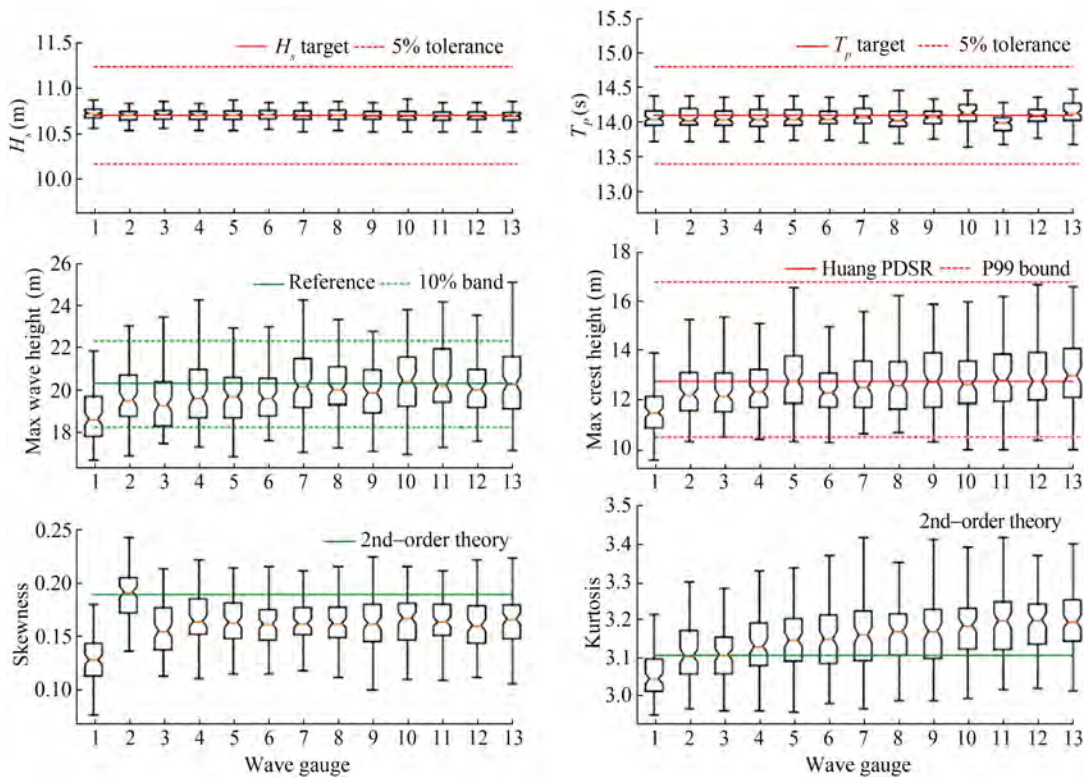 11.5
11.0
10.5
10.0
H_s (m)
H_s target 5% tolerance
1 2 3 4 5 6 7 8 9 10 11 12 13
15.5
15.0
14.5
14.0
13.5
13.0
T_p (s)
T_p target 5% tolerance
1 2 3 4 5 6 7 8 9 10 11 12 13
26
24
22
20
18
Max wave height (m)
Reference 10% band
1 2 3 4 5 6 7 8 9 10 11 12 13
18
16
14
12
10
Max crest height (m)
Huang PDSR P99 bound
1 2 3 4 5 6 7 8 9 10 11 12 13
0.25
0.20
0.15
0.10
Skewness
2nd−order theory
1 2 3 4 5 6 7 8 9 10 11 12 13
Wave gauge
3.5
3.4
3.3
3.2
3.1
3.0
Kurtosis
2nd−order theory
1 2 3 4 5 6 7 8 9 10 11 12 13
Wave gauge